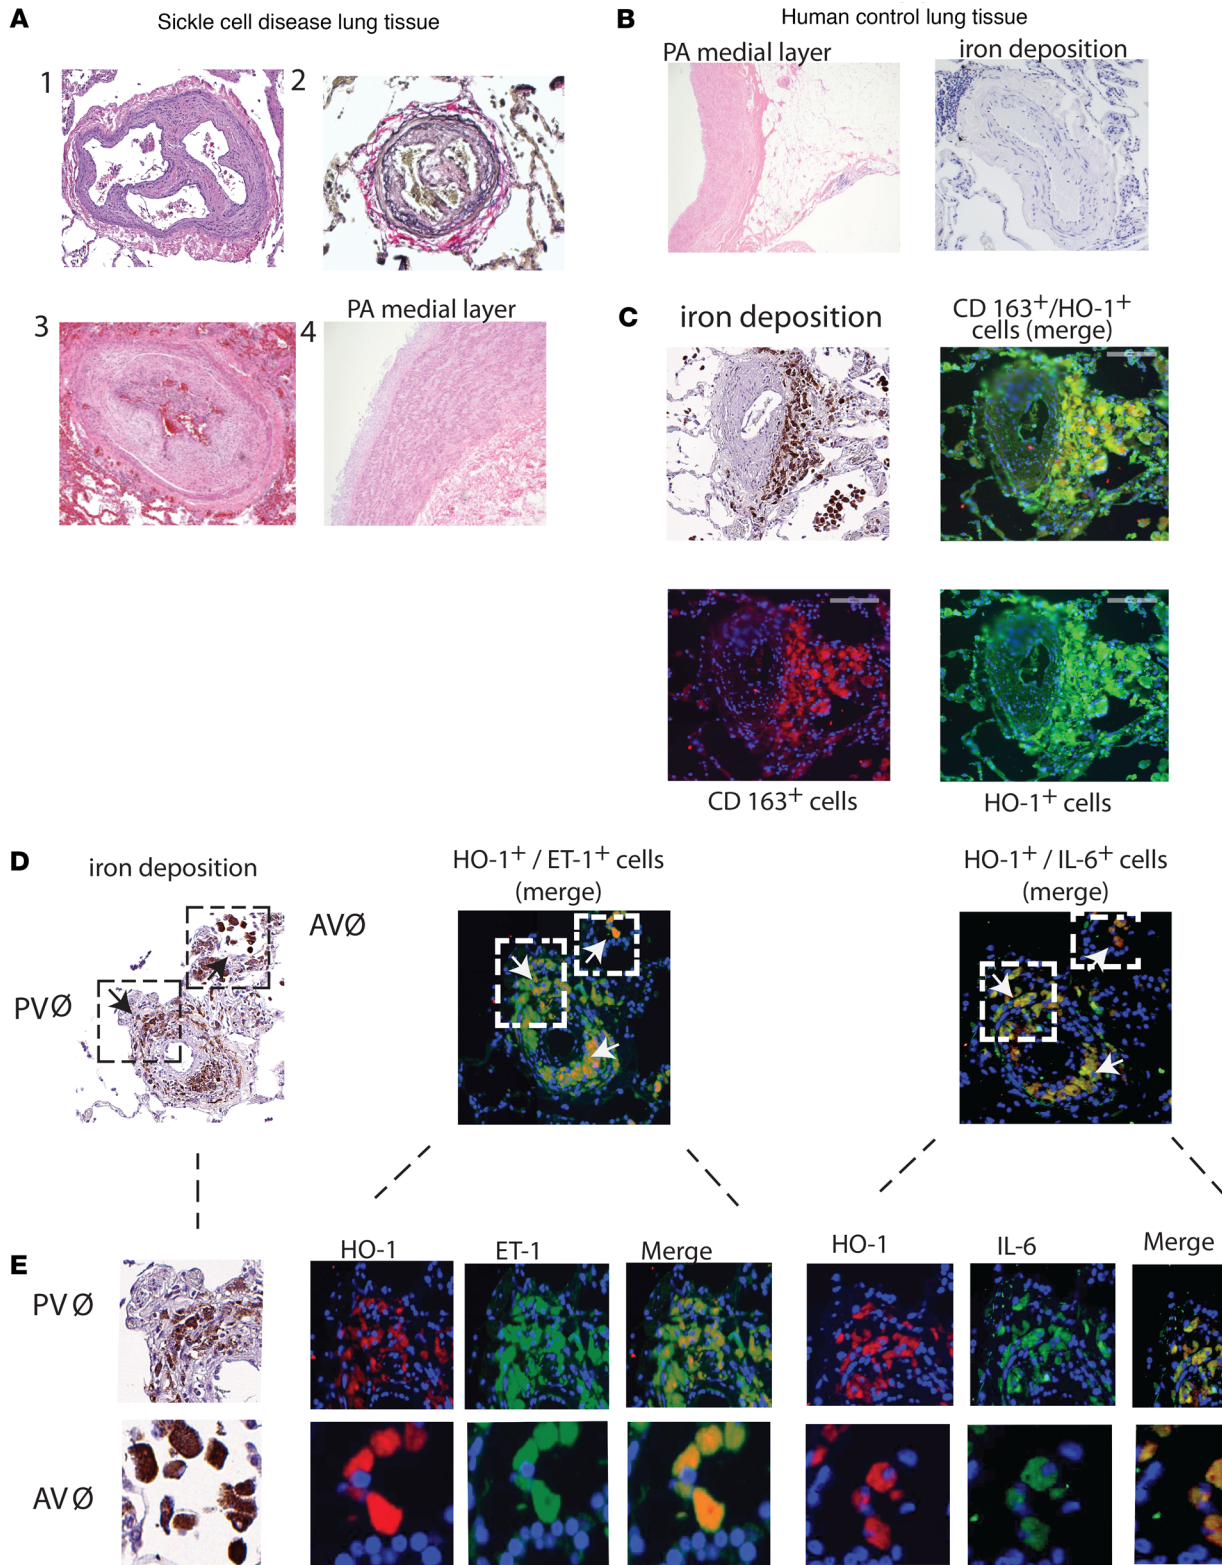 A
Sickle cell disease lung tissue
1
2
3
PA medial layer
4
B
Human control lung tissue
PA medial layer
iron deposition
C
iron deposition
CD 163+/HO-1+
cells (merge)
CD 163+ cells
HO-1+ cells
D
iron deposition
AVØ
PVØ
HO-1+ / ET-1+ cells
(merge)
HO-1+ / IL-6+ cells
(merge)
E
HO-1
ET-1
Merge
HO-1
IL-6
Merge
PVØ
AVØ